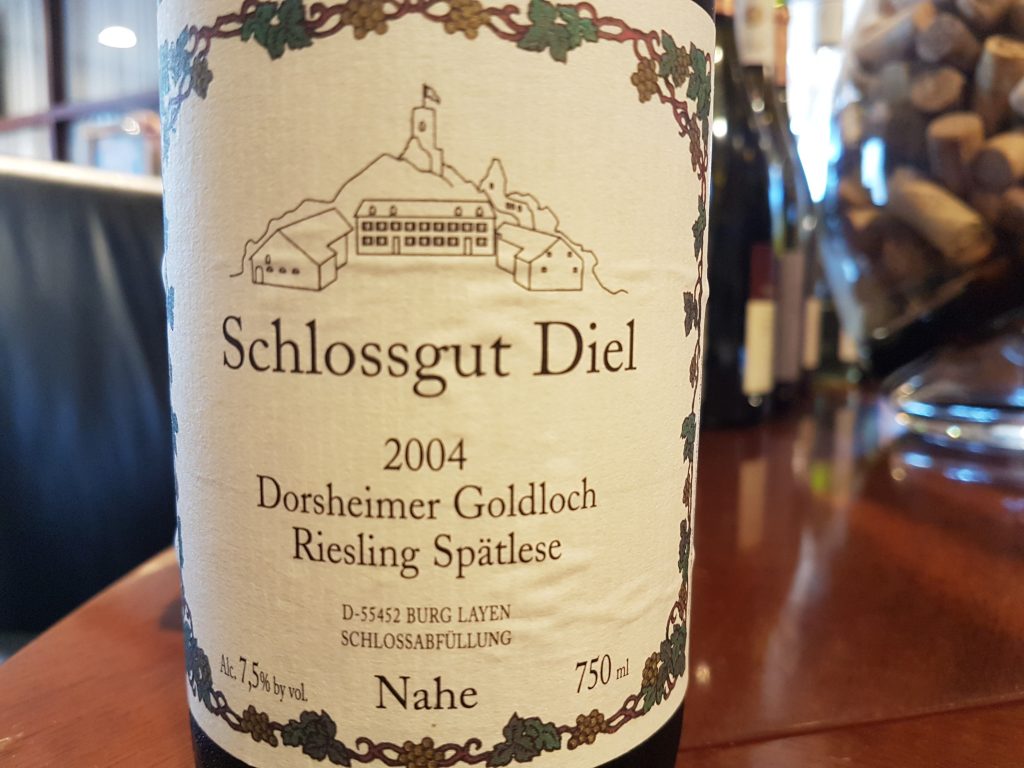 Schlossgut Diel
2004
Dorsheimer Goldloch
Riesling Spätlese
D-55452 BURG LAYEN
SCHLOSSABFÜLLUNG
Alc. 7,5% by vol.
Nahe
750 ml